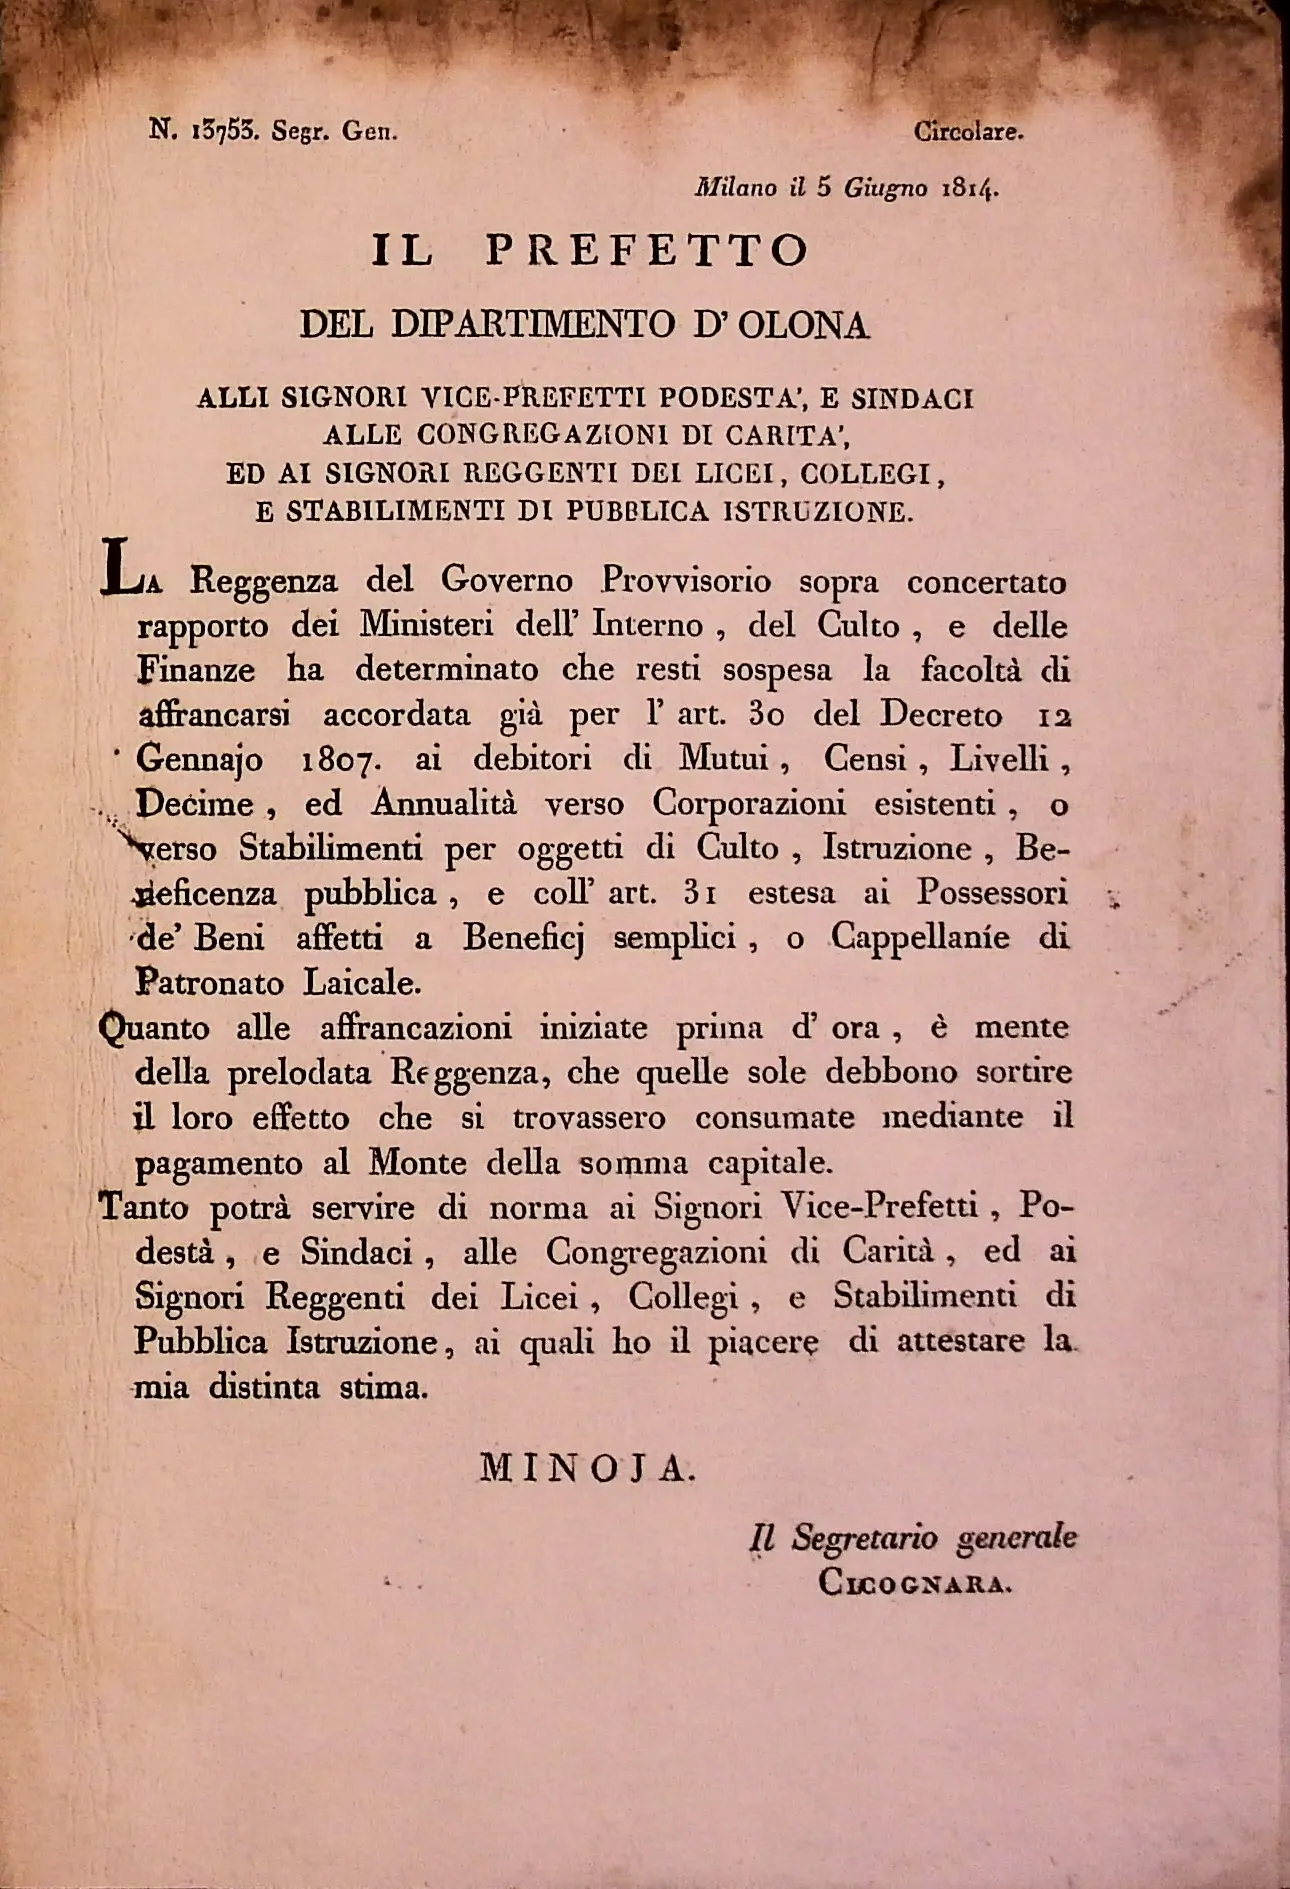 N. 13753. Segr. Gen.
Circolare.
Milano il 5 Giugno 1814.
IL PREFETTO
DEL DIPARTIMENTO D' OLONA
ALLI SIGNORI VICE-PREFETTI PODESTA', E SINDACI
ALLE CONGREGAZIONI DI CARITA',
ED AI SIGNORI REGGENTI DEI LICEI, COLLEGI,
E STABILIMENTI DI PUBBLICA ISTRUZIONE.
LA Reggenza del Governo Provvisorio sopra concertato
rapporto dei Ministeri dell' Interno , del Culto , e delle
Finanze ha determinato che resti sospesa la facoltà di
affrancarsi accordata già per l' art. 30 del Decreto 12
Gennajo 1807. ai debitori di Mutui , Censi , Livelli ,
Decime , ed Annualità verso Corporazioni esistenti , o
verso Stabilimenti per oggetti di Culto , Istruzione , Be-
neficenza pubblica , e coll' art. 31 estesa ai Possessori
de' Beni affetti a Beneficj semplici , o Cappellaníe di
Patronato Laicale.
Quanto alle affrancazioni iniziate prima d' ora , è mente
della prelodata Reggenza, che quelle sole debbono sortire
il loro effetto che si trovassero consumate mediante il
pagamento al Monte della somma capitale.
Tanto potrà servire di norma ai Signori Vice-Prefetti , Po-
destà , e Sindaci , alle Congregazioni di Carità , ed ai
Signori Reggenti dei Licei , Collegi , e Stabilimenti di
Pubblica Istruzione, ai quali ho il piacere di attestare la
mia distinta stima.
MINOJA.
Il Segretario generale
CICOGNARA.